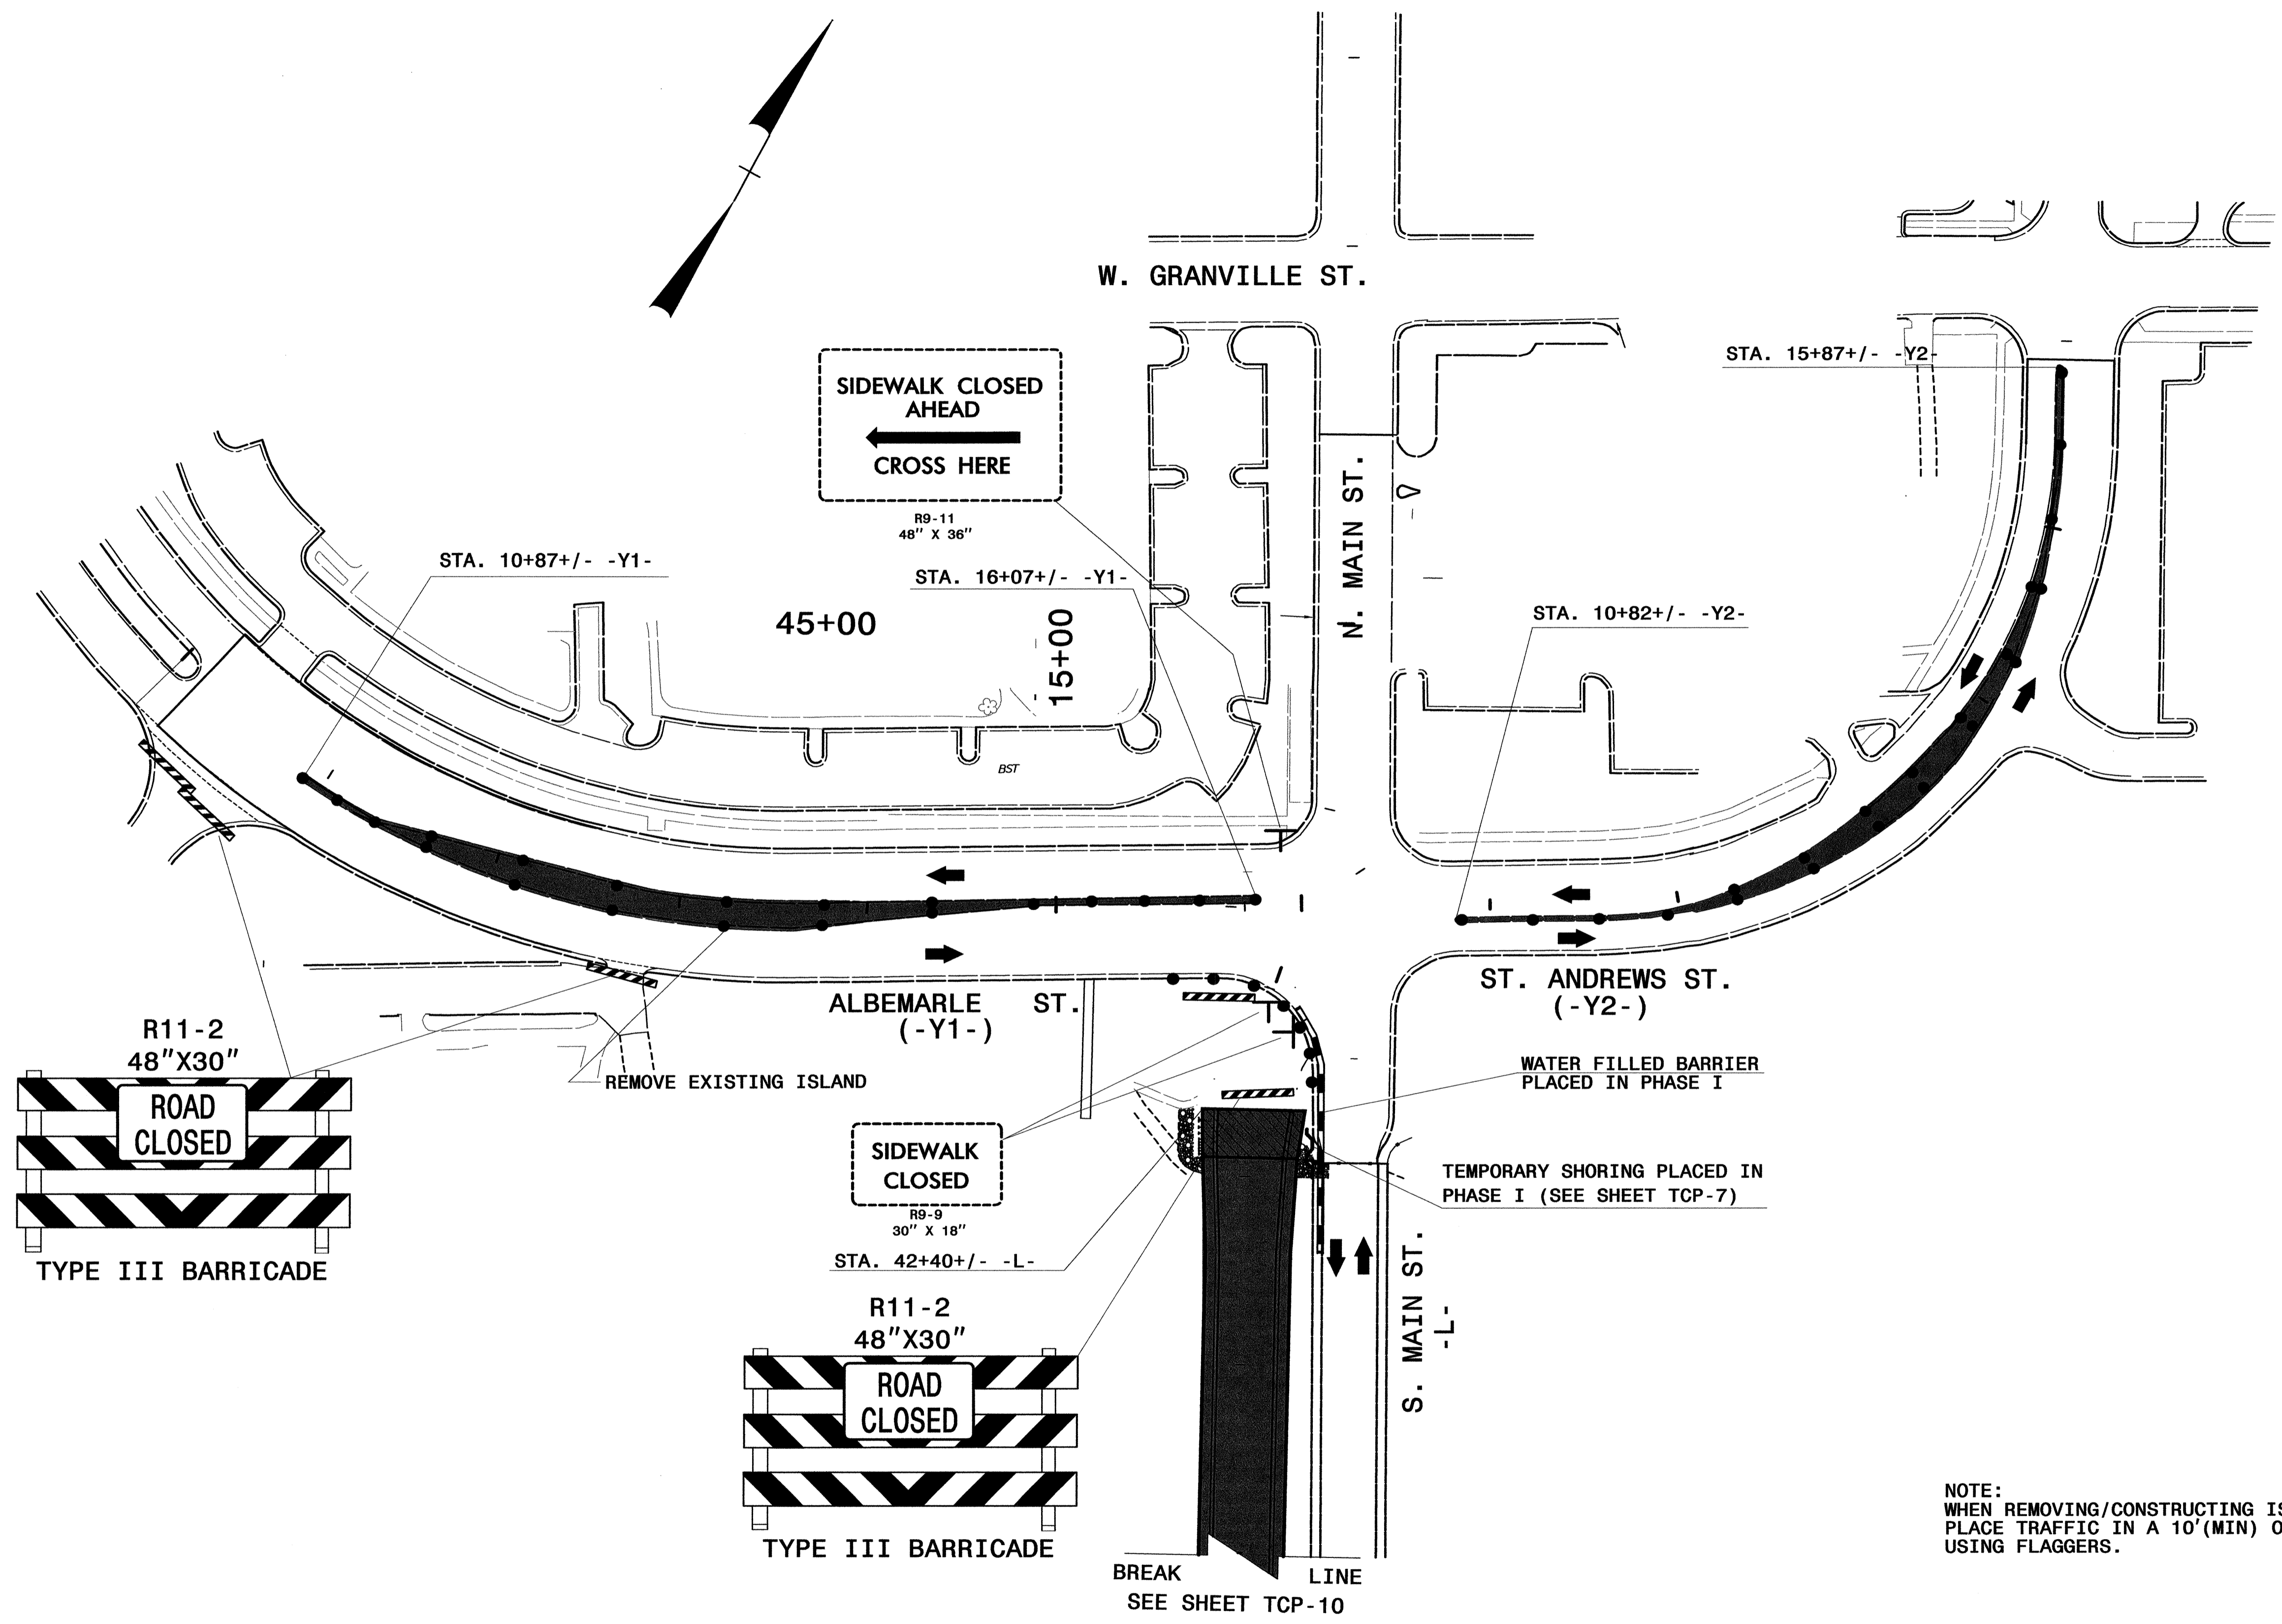 W. GRANVILLE ST.
SIDEWALK CLOSED
AHEAD
CROSS HERE
R9-11
48" X 36"
STA. 15+87+/- -Y2-
N. MAIN ST.
STA. 10+87+/- -Y1-
STA. 16+07+/- -Y1-
45+00
15+00
STA. 10+82+/- -Y2-
BST
ALBEMARLE ST.
(-Y1-)
ST. ANDREWS ST.
(-Y2-)
R11-2
48"X30"
ROAD
CLOSED
TYPE III BARRICADE
REMOVE EXISTING ISLAND
WATER FILLED BARRIER
PLACED IN PHASE I
SIDEWALK
CLOSED
R9-9
30" X 18"
STA. 42+40+/- -L-
TEMPORARY SHORING PLACED IN
PHASE I (SEE SHEET TCP-7)
S. MAIN ST.
-L-
R11-2
48"X30"
ROAD
CLOSED
TYPE III BARRICADE
BREAK LINE
SEE SHEET TCP-10
NOTE:
WHEN REMOVING/CONSTRUCTING
PLACE TRAFFIC IN A 10'(MIN)
USING FLAGGERS.